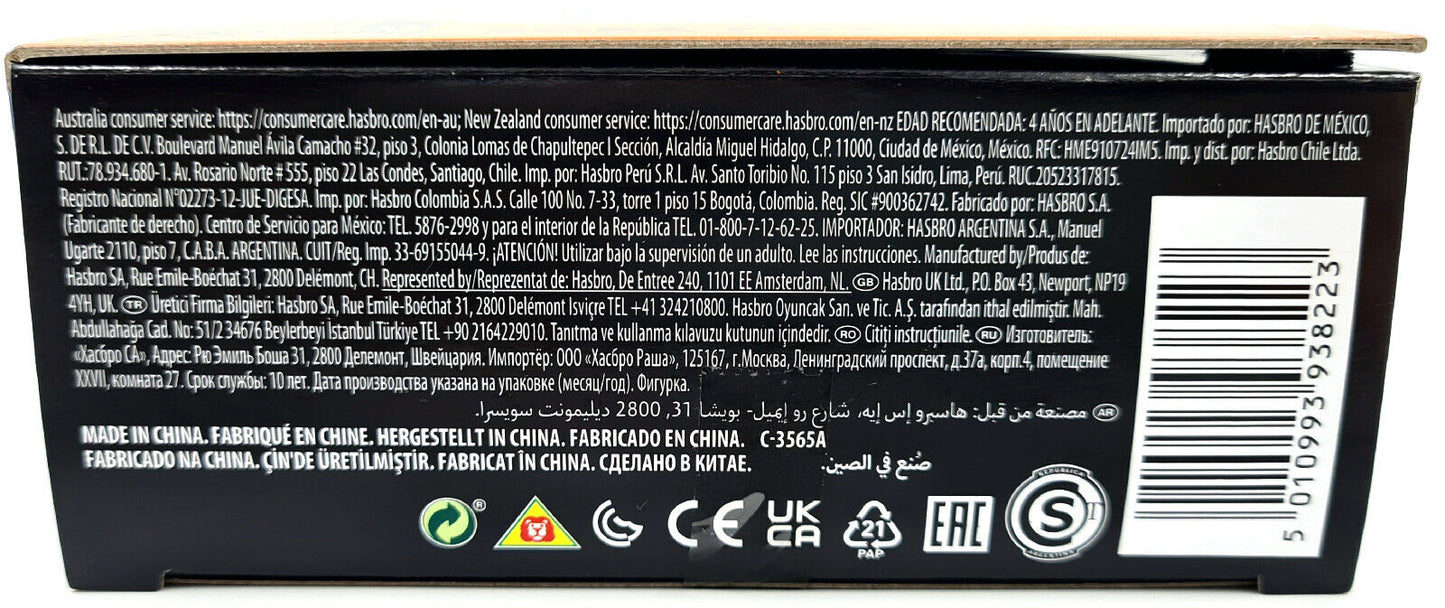 Australia consumer service: https://consumercare.hasbro.com/en-au; New Zealand consumer service: https://consumercare.hasbro.com/en-nz EDAD RECOMENDADA: 4 AÑOS EN ADELANTE. Importado por: HASBRO DE MÉXICO,
S. DE R.L. DE C.V. Boulevard Manuel Ávila Camacho #32, piso 3, Colonia Lomas de Chapultepec I Sección, Alcaldía Miguel Hidalgo, C.P. 11000, Ciudad de México, México. RFC: HME910724IM5. Imp. y dist. por: Hasbro Chile Ltda.
RUT:78.934.680-1. Av. Rosario Norte # 555, piso 22 Las Condes, Santiago, Chile. Imp. por: Hasbro Perú S.R.L. Av. Santo Toribio No. 115 piso 3 San Isidro, Lima, Perú. RUC.20523317815.
Registro Nacional N°02273-12-JUE-DIGESA. Imp. por: Hasbro Colombia S.A.S. Calle 100 No. 7-33, torre 1 piso 15 Bogotá, Colombia. Reg. SIC #900362742. Fabricado por: HASBRO S.A.
(Fabricante de derecho). Centro de Servicio para México: TEL. 5876-2998 y para el interior de la República TEL. 01-800-7-12-62-25. IMPORTADOR: HASBRO ARGENTINA S.A., Manuel
Ugarte 2110, piso 7, C.A.B.A. ARGENTINA. CUIT/Reg. Imp. 33-69155044-9. ¡ATENCIÓN! Utilizar bajo la supervisión de un adulto. Lee las instrucciones. Manufactured by/Produs de:
Hasbro SA, Rue Emile-Boéchat 31, 2800 Delémont, CH. Represented by/Reprezentat de: Hasbro, De Entree 240, 1101 EE Amsterdam, NL. GB Hasbro UK Ltd., P.O. Box 43, Newport, NP19
4YH, UK. TR Üretici Firma Bilgileri: Hasbro SA, Rue Emile-Boéchat 31, 2800 Delémont İsviçre TEL +41 324210800. Hasbro Oyuncak San. ve Tic. A.Ş. tarafından ithal edilmiştir. Mah.
Abdullahağa Cad. No: 51/2 34676 Beylerbeyi İstanbul Türkiye TEL +90 2164229010. Tanıtma ve kullanma kılavuzu kutunun içindedir. RO Citiți instrucțiunile. RU Изготовитель:
«Хасбро СА», Адрес: Рю Эмиль Боша 31, 2800 Делемонт, Швейцария. Импортёр: ООО «Хасбро Раша», 125167, г.Москва, Ленинградский проспект, д.37а, корп.4, помещение
XXVII, комната 27. Срок службы: 10 лет. Дата производства указана на упаковке (месяц/год). Фигурка.
AR مصنعة من قبل: هاسبرو إس إيه، شارع رو إيميل- بويشا 31, 2800 ديليمونت سويسرا.
MADE IN CHINA. FABRIQUÉ EN CHINE. HERGESTELLT IN CHINA. FABRICADO EN CHINA. C-3565A
FABRICADO NA CHINA. ÇİN'DE ÜRETİLMİŞTİR. FABRICAT ÎN CHINA. СДЕЛАНО В КИТАЕ. صُنع في الصين.
® CE UK CA 21 PAP EAC REPUBLICA S T ARGENTINA
5 010993 938223